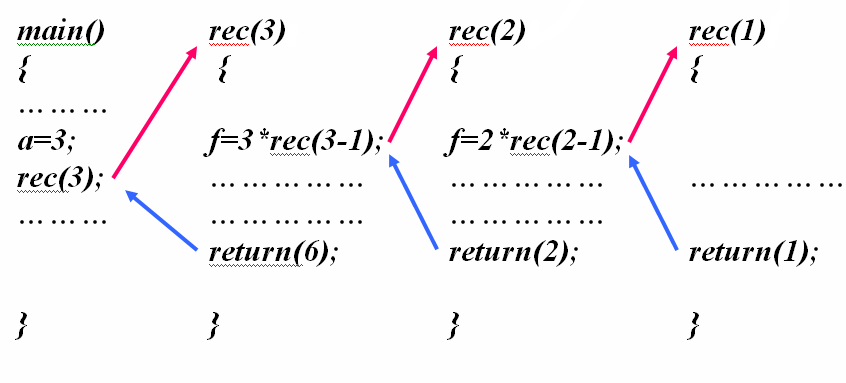 main() rec(3) rec(2) rec(1)
{ { { {
… … …
a=3; f=3*rec(3-1); f=2*rec(2-1);
rec(3); … … … … … … … … … … … … … … …
… … … … … … … … … … … … …
return(6); return(2); return(1);
} } } }